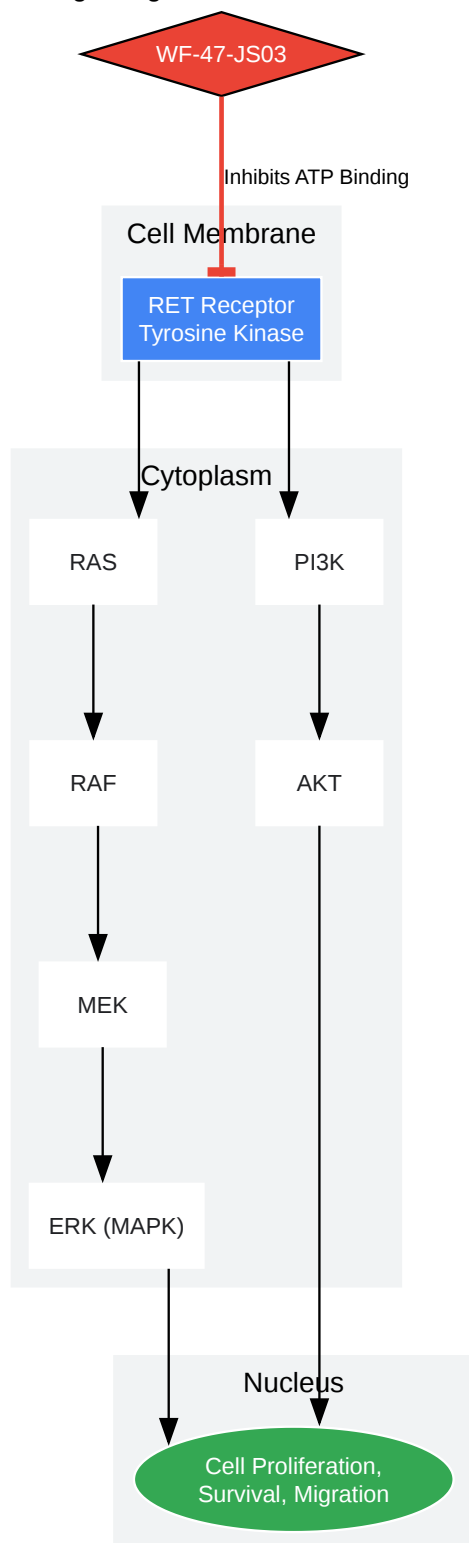 WF-47-JS03
Inhibits ATP Binding
Cell Membrane
RET Receptor
Tyrosine Kinase
Cytoplasm
RAS
PI3K
RAF
AKT
MEK
ERK (MAPK)
Nucleus
Cell Proliferation,
Survival, Migration